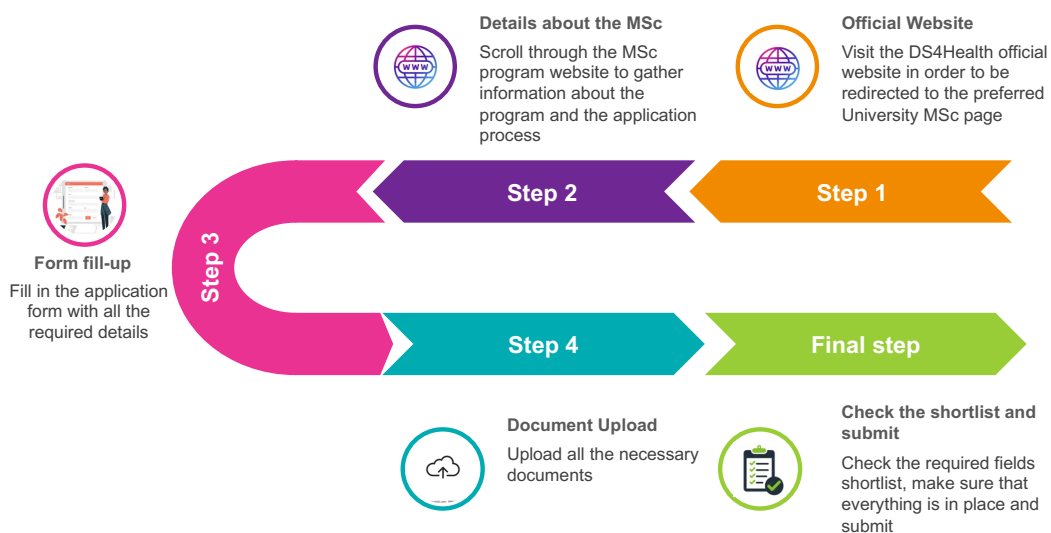 Official Website
Visit the DS4Health official
website in order to be
redirected to the preferred
University MSc page
Step 1
Details about the MSc
Scroll through the MSc
program website to gather
information about the
program and the application
process
Step 2
Step 3
Form fill-up
Fill in the application
form with all the
required details
Step 4
Document Upload
Upload all the necessary
documents
Final step
Check the shortlist and
submit
Check the required fields
shortlist, make sure that
everything is in place and
submit
WWW
WWW